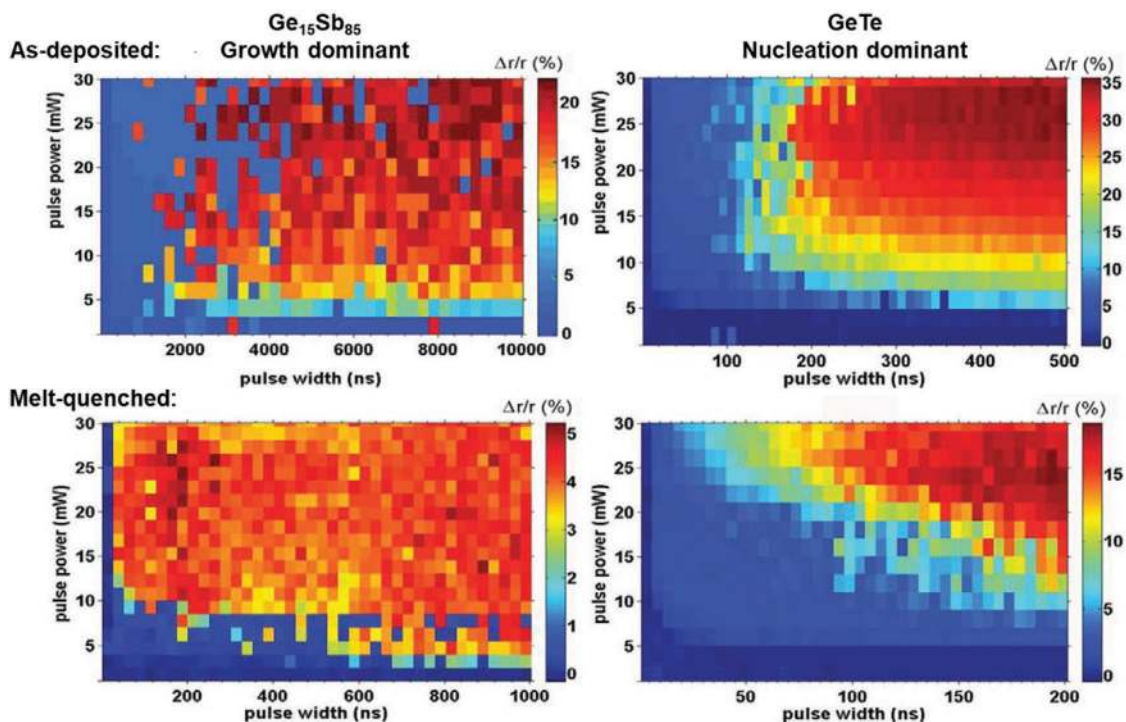 Ge₁₅Sb₈₅ GeTe
As-deposited: Growth dominant Nucleation dominant
Δr/r (%) Δr/r (%)
30
25
20
15
10
5
pulse power (mW)
2000 4000 6000 8000 10000
pulse width (ns)
20
15
10
5
0
30
25
20
15
10
5
pulse power (mW)
100 200 300 400 500
pulse width (ns)
35
30
25
20
15
10
5
0
Melt-quenched:
Δr/r (%) Δr/r (%)
30
25
20
15
10
5
pulse power (mW)
200 400 600 800 1000
pulse width (ns)
5
4
3
2
1
0
30
25
20
15
10
5
pulse power (mW)
50 100 150 200
pulse width (ns)
15
10
5
0